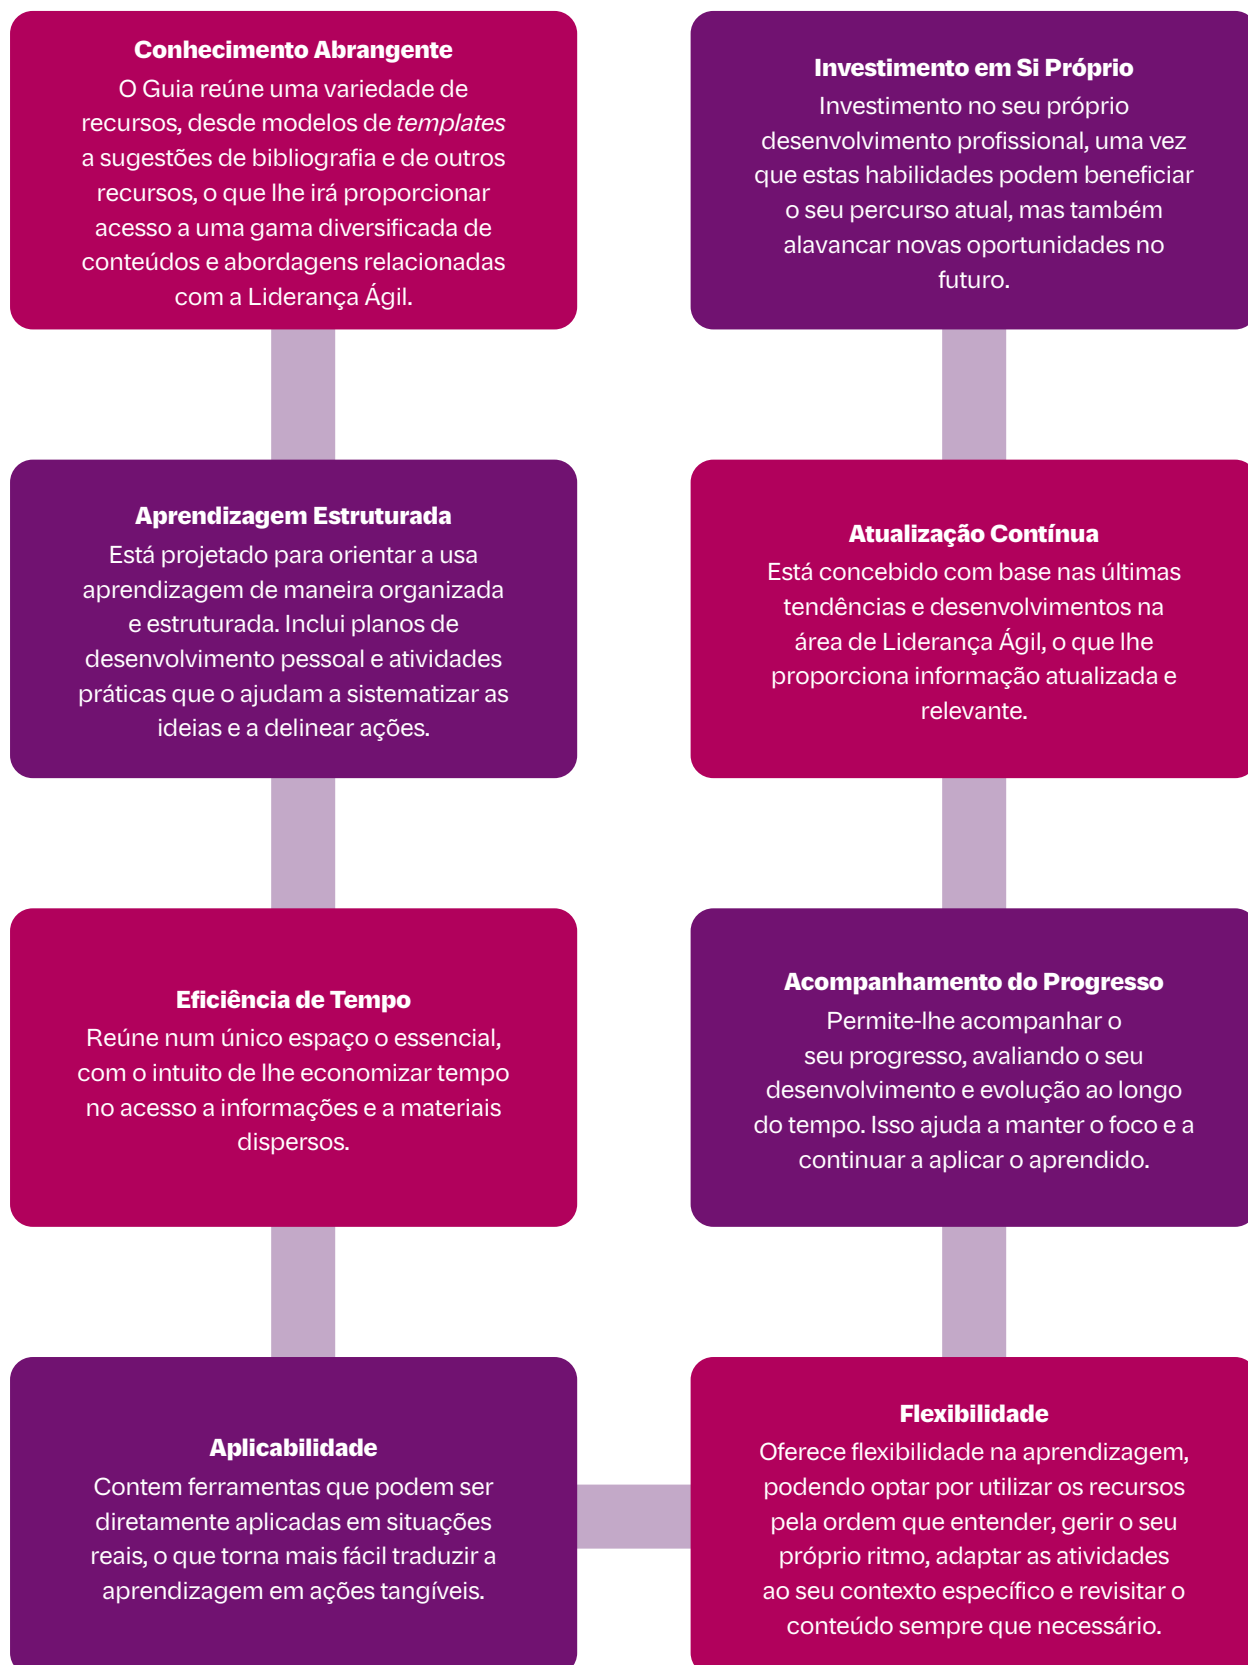 Conhecimento Abrangente
O Guia reúne uma variedade de
recursos, desde modelos de templates
a sugestões de bibliografia e de outros
recursos, o que lhe irá proporcionar
acesso a uma gama diversificada de
conteúdos e abordagens relacionadas
com a Liderança Ágil.
Aprendizagem Estruturada
Está projetado para orientar a usa
aprendizagem de maneira organizada
e estruturada. Inclui planos de
desenvolvimento pessoal e atividades
práticas que o ajudam a sistematizar as
ideias e a delinear ações.
Eficiência de Tempo
Reúne num único espaço o essencial,
com o intuito de lhe economizar tempo
no acesso a informações e a materiais
dispersos.
Aplicabilidade
Contem ferramentas que podem ser
diretamente aplicadas em situações
reais, o que torna mais fácil traduzir a
aprendizagem em ações tangíveis.
Flexibilidade
Oferece flexibilidade na aprendizagem,
podendo optar por utilizar os recursos
pela ordem que entender, gerir o seu
próprio ritmo, adaptar as atividades
ao seu contexto específico e revisitar o
conteúdo sempre que necessário.
Acompanhamento do Progresso
Permite-lhe acompanhar o
seu progresso, avaliando o seu
desenvolvimento e evolução ao longo
do tempo. Isso ajuda a manter o foco e a
continuar a aplicar o aprendido.
Atualização Contínua
Está concebido com base nas últimas
tendências e desenvolvimentos na
área de Liderança Ágil, o que lhe
proporciona informação atualizada e
relevante.
Investimento em Si Próprio
Investimento no seu próprio
desenvolvimento profissional, uma vez
que estas habilidades podem beneficiar
o seu percurso atual, mas também
alavancar novas oportunidades no
futuro.